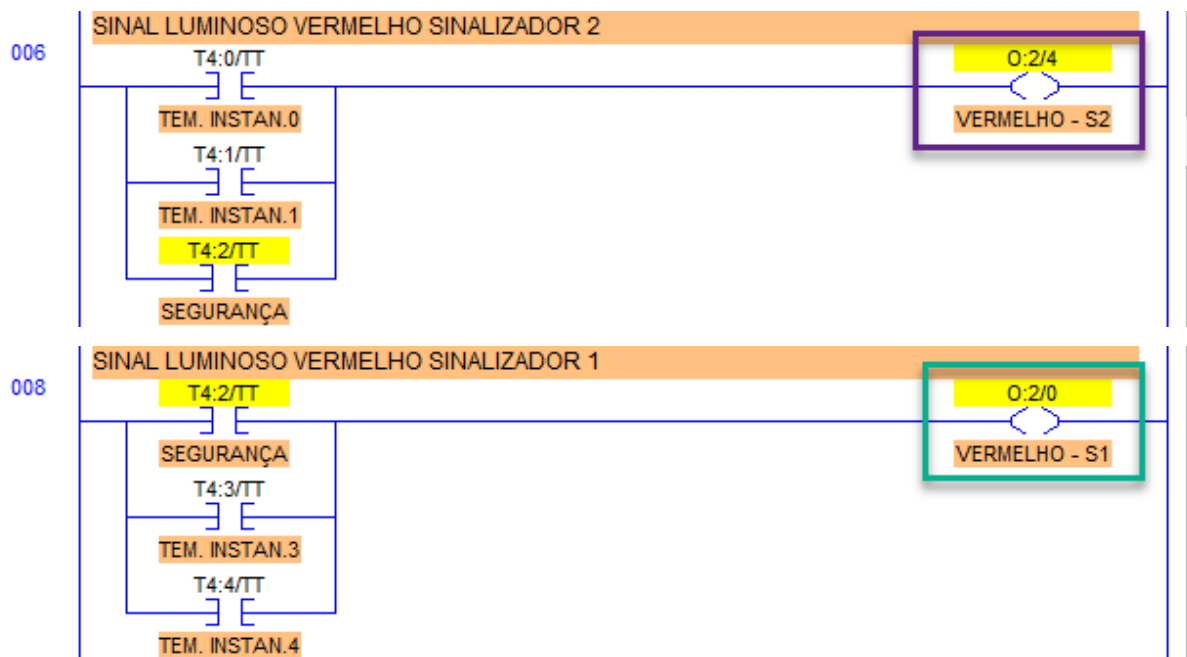 SINAL LUMINOSO VERMELHO SINALIZADOR 2
006
T4:0/TT
O:2/4
TEM. INSTAN.0
VERMELHO - S2
T4:1/TT
TEM. INSTAN.1
T4:2/TT
SEGURANÇA
SINAL LUMINOSO VERMELHO SINALIZADOR 1
008
T4:2/TT
O:2/0
SEGURANÇA
VERMELHO - S1
T4:3/TT
TEM. INSTAN.3
T4:4/TT
TEM. INSTAN.4